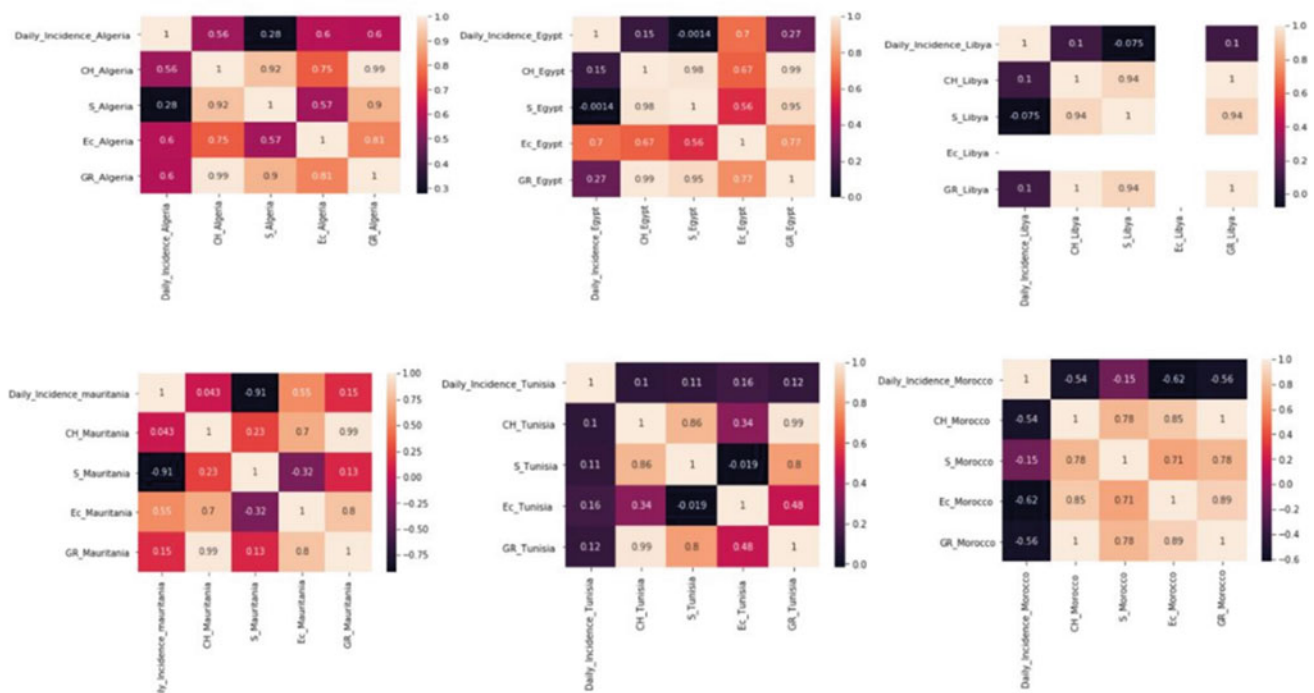 Daily_Incidence_Algeria 1 0.56 0.28 0.6 0.6
CH_Algeria 0.56 1 0.92 0.75 0.99
S_Algeria 0.28 0.92 1 0.57 0.9
Ec_Algeria 0.6 0.75 0.57 1 0.81
GR_Algeria 0.6 0.99 0.9 0.81 1
Daily_Incidence_Algeria
CH_Algeria
S_Algeria
Ec_Algeria
GR_Algeria
1.0
0.9
0.8
0.7
0.6
0.5
0.4
0.3
Daily_Incidence_Egypt 1 0.15 -0.0014 0.7 0.27
CH_Egypt 0.15 1 0.98 0.67 0.99
S_Egypt -0.0014 0.98 1 0.56 0.95
Ec_Egypt 0.7 0.67 0.56 1 0.77
GR_Egypt 0.27 0.99 0.95 0.77 1
Daily_Incidence_Egypt
CH_Egypt
S_Egypt
Ec_Egypt
GR_Egypt
1.0
0.8
0.6
0.4
0.2
0.0
Daily_Incidence_Libya 1 0.1 -0.075 0.1
CH_Libya 0.1 1 0.94 1
S_Libya -0.075 0.94 1 0.94
Ec_Libya
GR_Libya 0.1 1 0.94 1
Daily_Incidence_Libya
CH_Libya
S_Libya
Ec_Libya
GR_Libya
1.0
0.8
0.6
0.4
0.2
0.0
Daily_Incidence_mauritania 1 0.043 -0.91 0.55 0.15
CH_Mauritania 0.043 1 0.23 0.7 0.99
S_Mauritania -0.91 0.23 1 -0.32 0.13
Ec_Mauritania 0.55 0.7 -0.32 1 0.8
GR_Mauritania 0.15 0.99 0.13 0.8 1
Daily_Incidence_mauritania
CH_Mauritania
S_Mauritania
Ec_Mauritania
GR_Mauritania
1.00
0.75
0.50
0.25
0.00
-0.25
-0.50
-0.75
Daily_Incidence_Tunisia 1 0.1 0.11 0.16 0.12
CH_Tunisia 0.1 1 0.86 0.34 0.99
S_Tunisia 0.11 0.86 1 -0.019 0.8
Ec_Tunisia 0.16 0.34 -0.019 1 0.48
GR_Tunisia 0.12 0.99 0.8 0.48 1
Daily_Incidence_Tunisia
CH_Tunisia
S_Tunisia
Ec_Tunisia
GR_Tunisia
1.0
0.8
0.6
0.4
0.2
0.0
Daily_Incidence_Morocco 1 -0.54 -0.15 -0.62 -0.56
CH_Morocco -0.54 1 0.78 0.85 1
S_Morocco -0.15 0.78 1 0.71 0.78
Ec_Morocco -0.62 0.85 0.71 1 0.89
GR_Morocco -0.56 1 0.78 0.89 1
Daily_Incidence_Morocco
CH_Morocco
S_Morocco
Ec_Morocco
GR_Morocco
1.0
0.8
0.6
0.4
0.2
0.0
-0.2
-0.4
-0.6